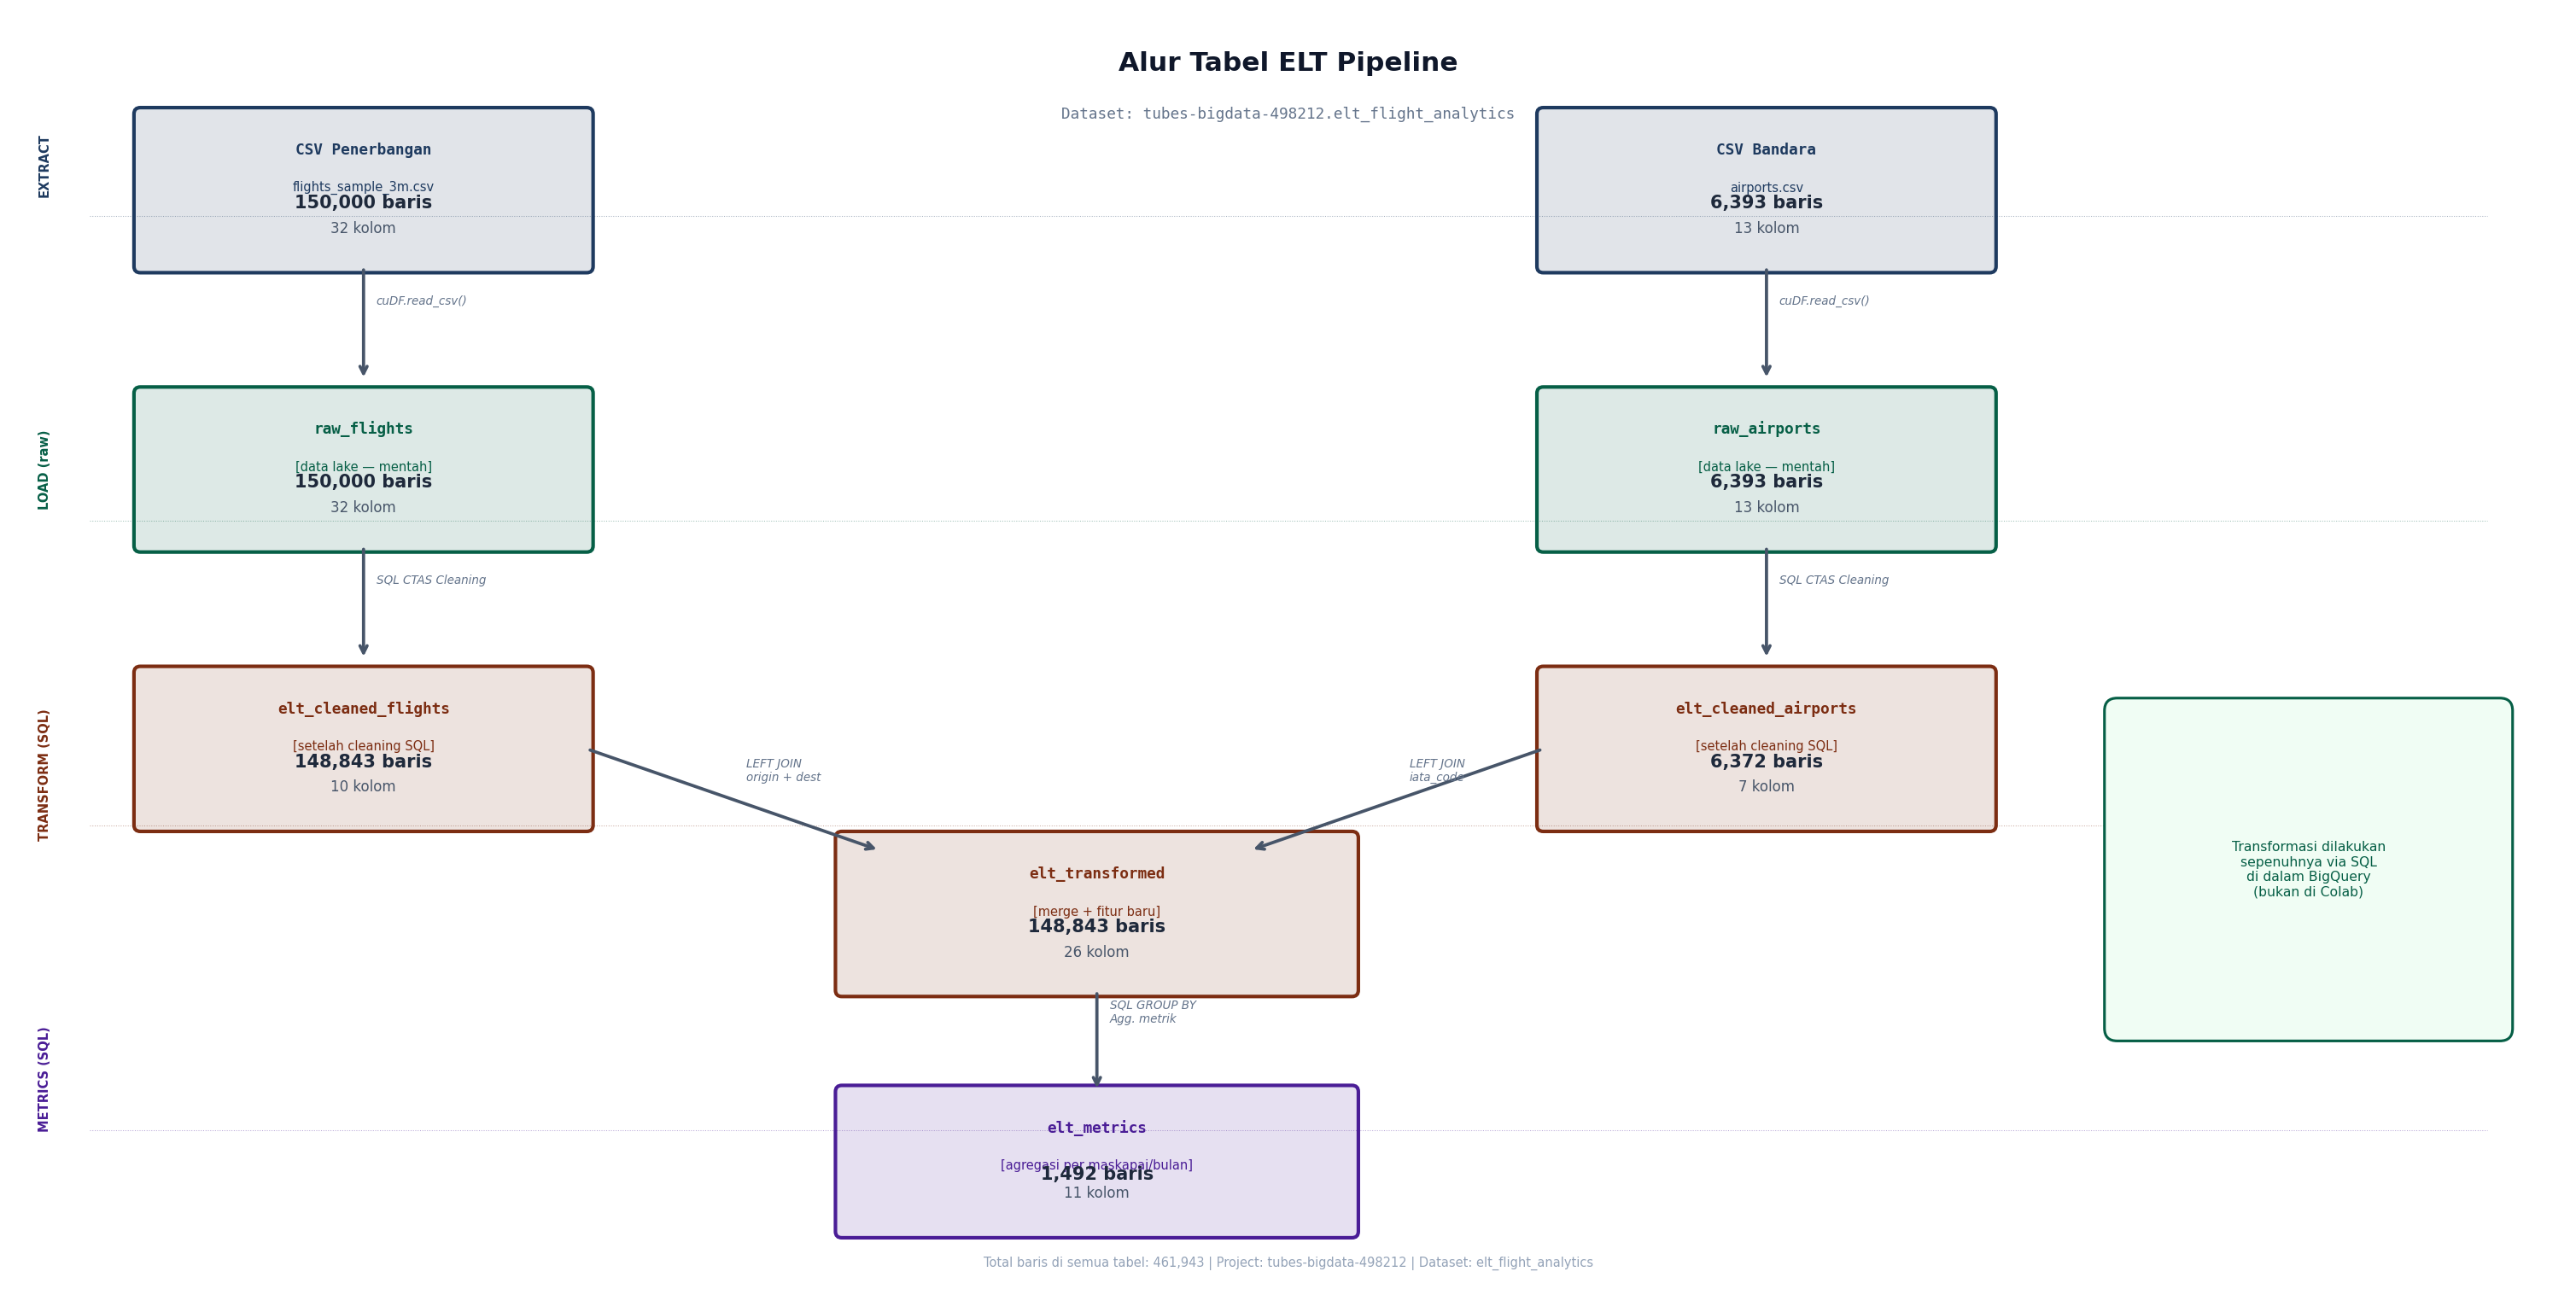 Alur Tabel ELT Pipeline
Dataset: tubes-bigdata-498212.elt_flight_analytics
EXTRACT
CSV Penerbangan
flights_sample_3m.csv
150,000 baris
32 kolom
CSV Bandara
airports.csv
6,393 baris
13 kolom
cuDF.read_csv()
cuDF.read_csv()
LOAD (raw)
raw_flights
[data lake — mentah]
150,000 baris
32 kolom
raw_airports
[data lake — mentah]
6,393 baris
13 kolom
SQL CTAS Cleaning
SQL CTAS Cleaning
TRANSFORM (SQL)
elt_cleaned_flights
[setelah cleaning SQL]
148,843 baris
10 kolom
LEFT JOIN
origin + dest
LEFT JOIN
iata_code
elt_cleaned_airports
[setelah cleaning SQL]
6,372 baris
7 kolom
elt_transformed
[merge + fitur baru]
148,843 baris
26 kolom
Transformasi dilakukan
sepenuhnya via SQL
di dalam BigQuery
(bukan di Colab)
SQL GROUP BY
Agg. metrik
METRICS (SQL)
elt_metrics
[agregasi per maskapai/bulan]
1,492 baris
11 kolom
Total baris di semua tabel: 461,943 | Project: tubes-bigdata-498212 | Dataset: elt_flight_analytics